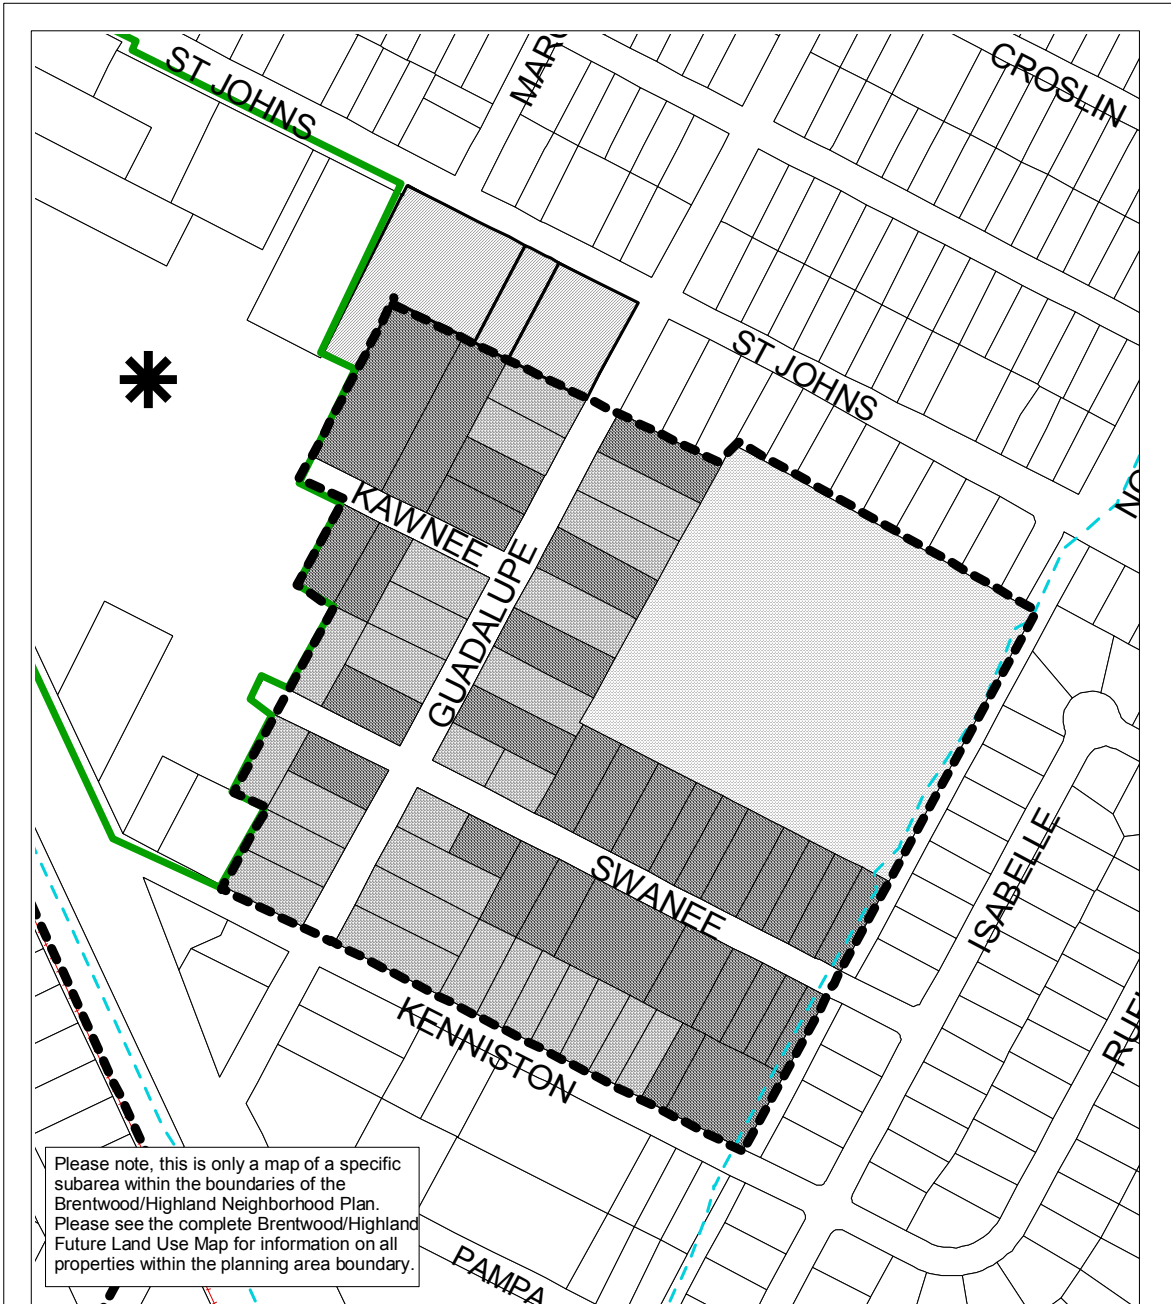 ST JOHNS
CROSLIN
ST JOHNS
KAWNEE
GUADALUPE
SWANEE
ISABELLE
KENNISTON
PAMPA
Please note, this is only a map of a specific
subarea within the boundaries of the
Brentwood/Highland Neighborhood Plan.
Please see the complete Brentwood/Highland
Future Land Use Map for information on all
properties within the planning area boundary.